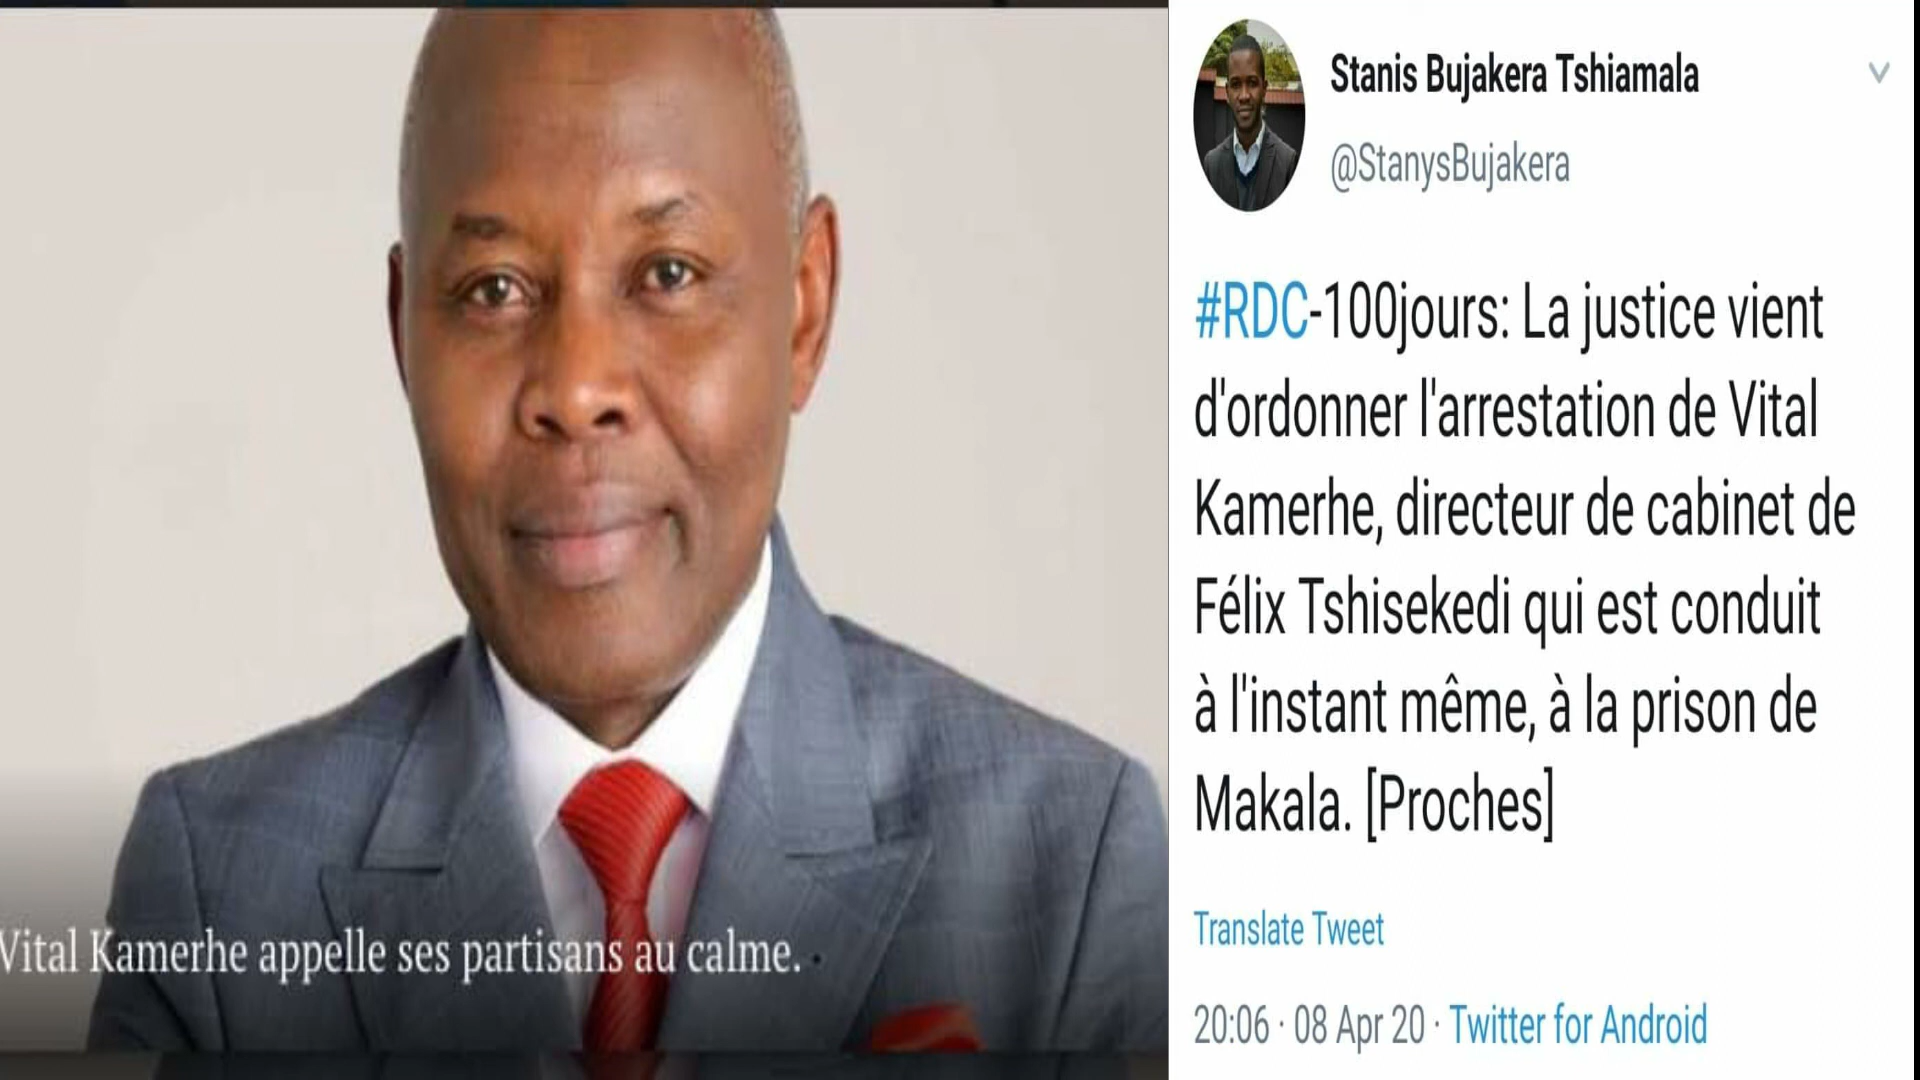 Vital Kamerhe appelle ses partisans au calme.
Stanis Bujakera Tshiamala
@StanysBujakera
#RDC-100jours: La justice vient
d'ordonner l'arrestation de Vital
Kamerhe, directeur de cabinet de
Félix Tshisekedi qui est conduit
à l'instant même, à la prison de
Makala. [Proches]
Translate Tweet
20:06 · 08 Apr 20 · Twitter for Android